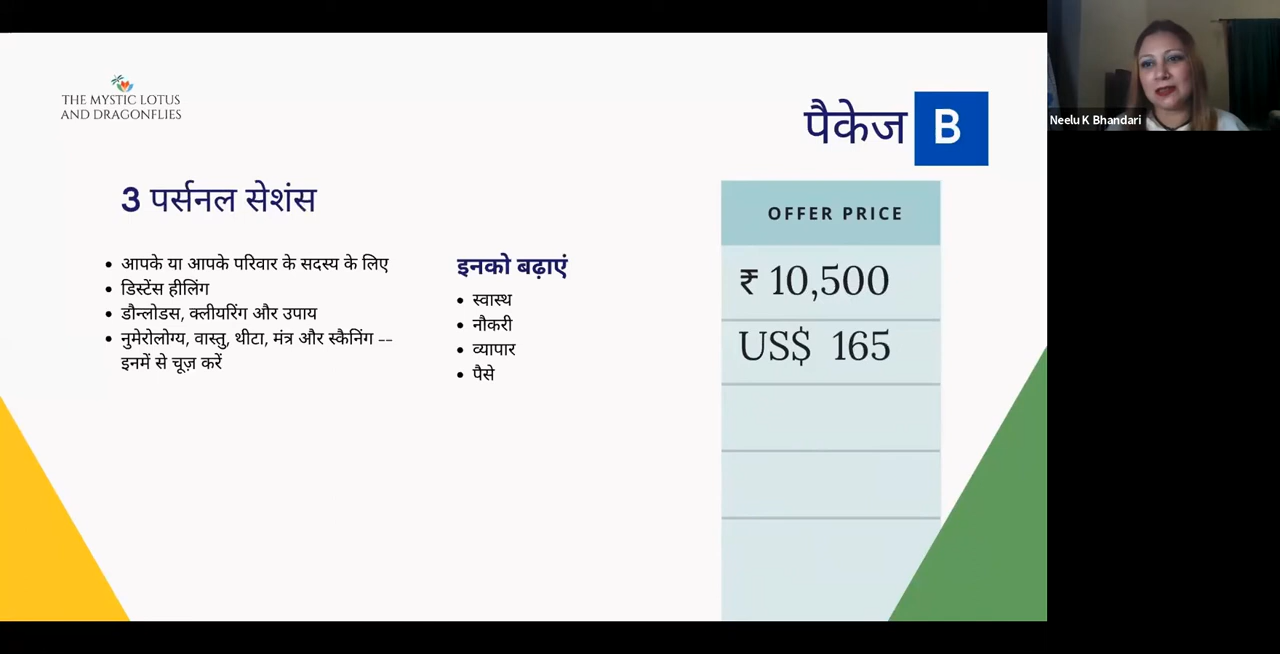 THE MYSTIC LOTUS
AND DRAGONFLIES
पैकेज B
3 पर्सनल सेशंस
• आपके या आपके परिवार के सदस्य के लिए
• डिस्टेंस हीलिंग
• डौन्लोडस, क्लीयरिंग और उपाय
• नुमेरोलोग्य, वास्तु, थीटा, मंत्र और स्कैनिंग --
इनमें से चूज़ करें
इनको बढ़ाएं
• स्वास्थ
• नौकरी
• व्यापार
• पैसे
OFFER PRICE
₹ 10,500
US$ 165
Neelu K Bhandari